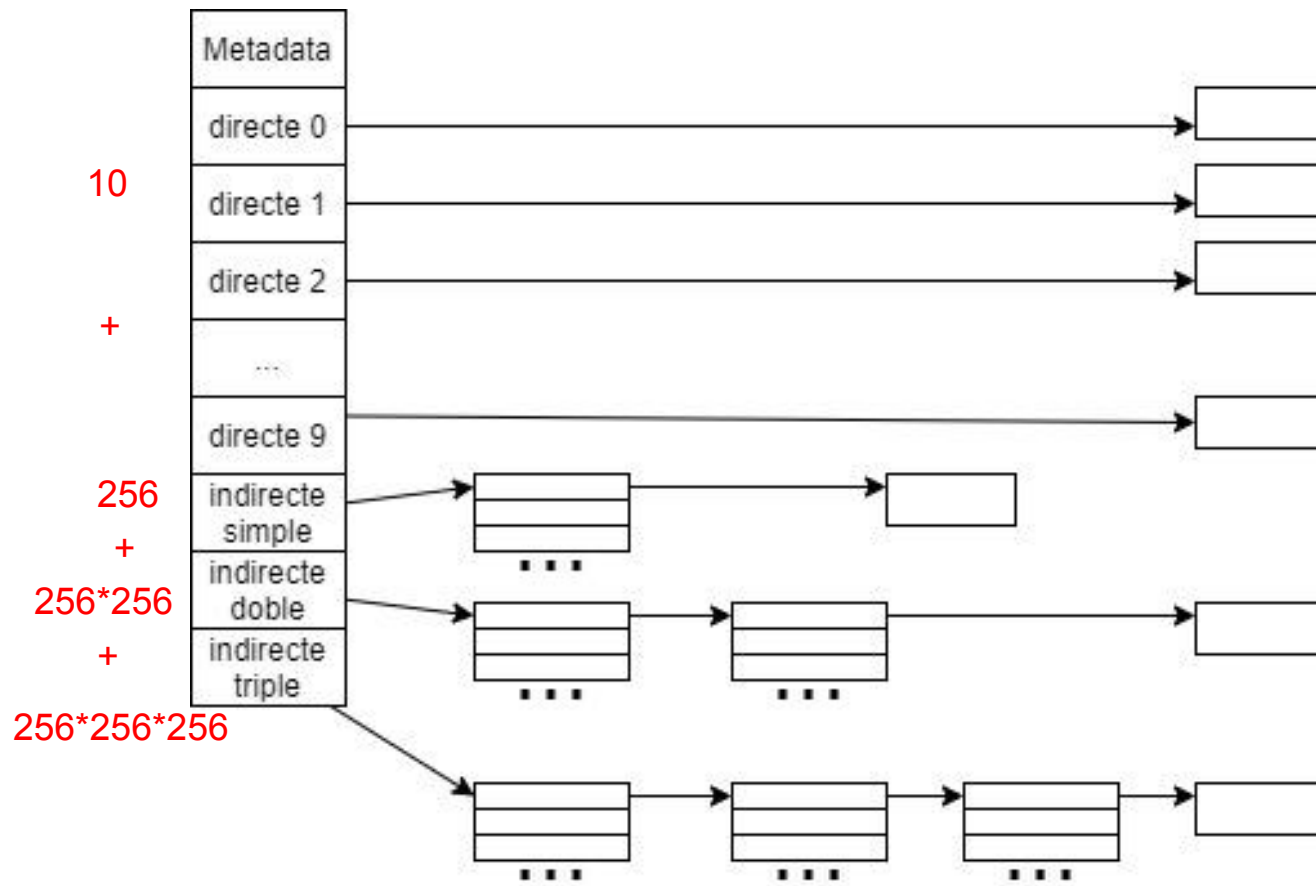 Metadata
directe 0
10
directe 1
directe 2
+
...
directe 9
256
indirecte
simple
+
indirecte
doble
256*256
+
indirecte
triple
256*256*256